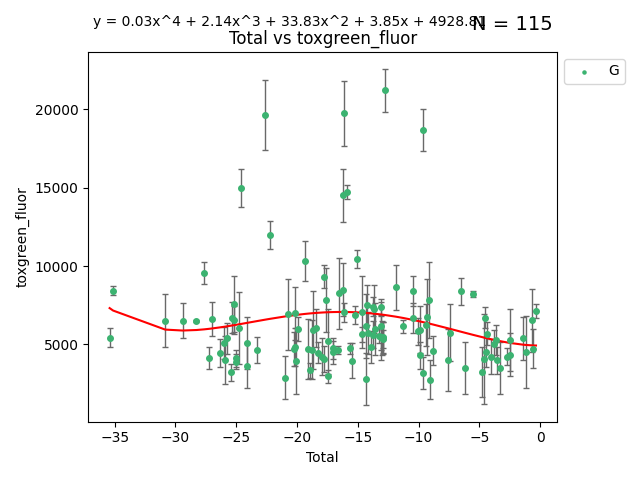 y = 0.03x^4 + 2.14x^3 + 33.83x^2 + 3.85x + 4928.81
N = 115
Total vs toxgreen_fluor
G
20000
15000
10000
5000
toxgreen_fluor
−35 −30 −25 −20 −15 −10 −5 0
Total